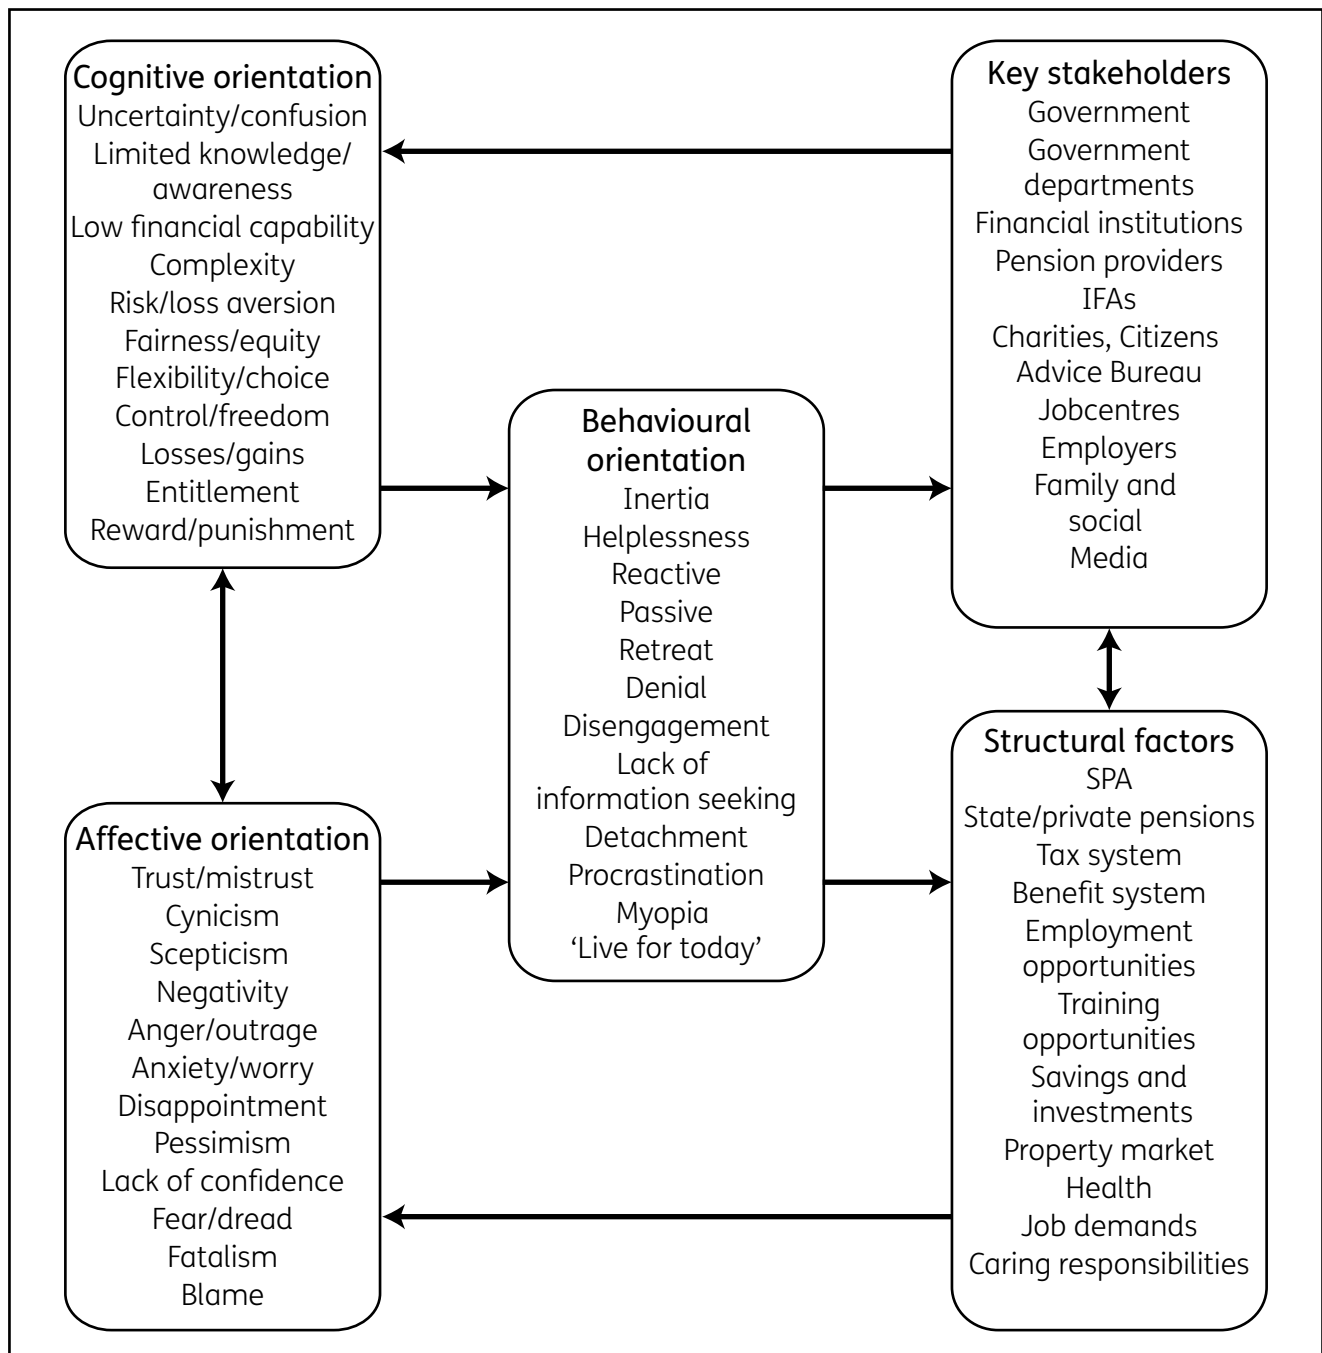 Cognitive orientation
Uncertainty/confusion
Limited knowledge/
awareness
Low financial capability
Complexity
Risk/loss aversion
Fairness/equity
Flexibility/choice
Control/freedom
Losses/gains
Entitlement
Reward/punishment
Affective orientation
Trust/mistrust
Cynicism
Scepticism
Negativity
Anger/outrage
Anxiety/worry
Disappointment
Pessimism
Lack of confidence
Fear/dread
Fatalism
Blame
Behavioural
orientation
Inertia
Helplessness
Reactive
Passive
Retreat
Denial
Disengagement
Lack of
information seeking
Detachment
Procrastination
Myopia
‘Live for today’
Key stakeholders
Government
Government
departments
Financial institutions
Pension providers
IFAs
Charities, Citizens
Advice Bureau
Jobcentres
Employers
Family and
social
Media
Structural factors
SPA
State/private pensions
Tax system
Benefit system
Employment
opportunities
Training
opportunities
Savings and
investments
Property market
Health
Job demands
Caring responsibilities